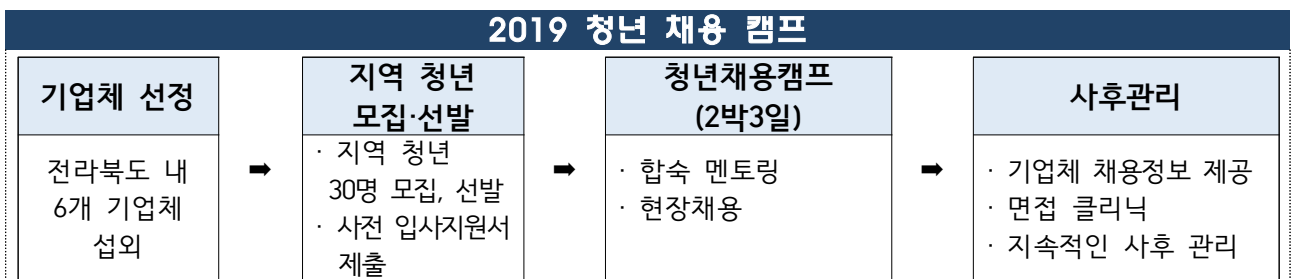 2019 청년 채용 캠프
기업체 선정
전라북도 내
6개 기업체
섭외
➡
지역 청년
모집·선발
· 지역 청년
30명 모집, 선발
· 사전 입사지원서
제출
➡
청년채용캠프
(2박3일)
· 합숙 멘토링
· 현장채용
➡
사후관리
· 기업체 채용정보 제공
· 면접 클리닉
· 지속적인 사후 관리